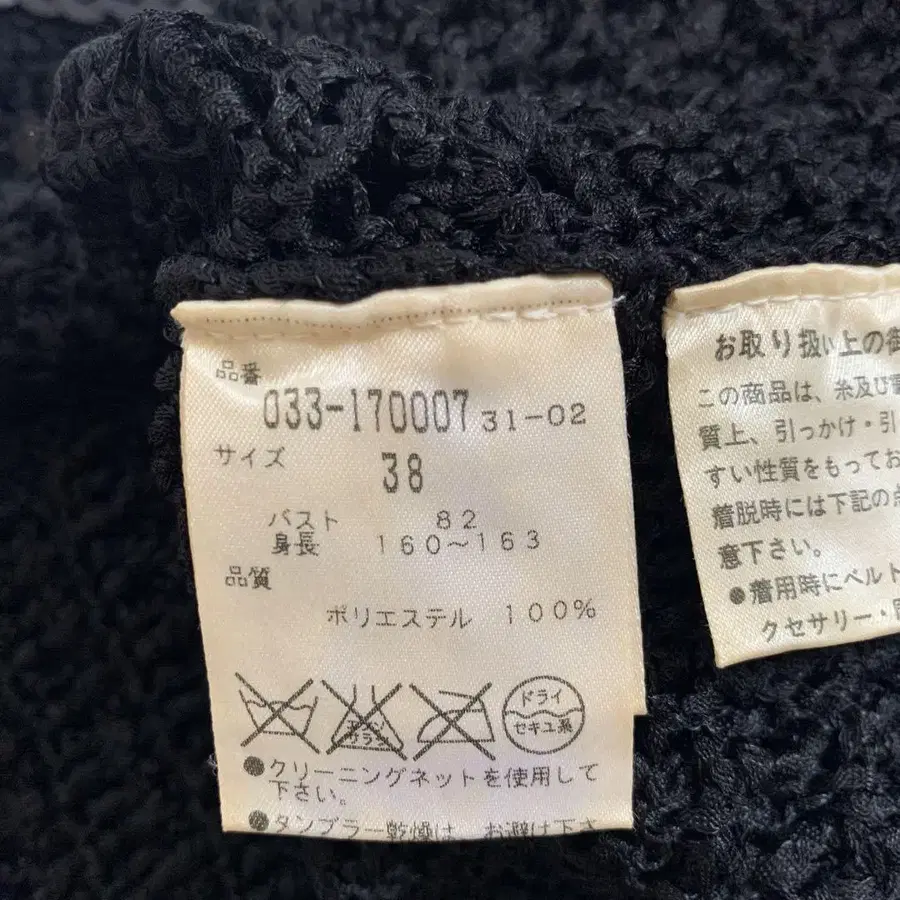 品番
033-170007 31-02
サイズ
38
バスト 82
身長 160~163
品質
ポリエステル 100%
エンソ
サラシ
ドライ
セキユ系
●クリーニングネットを使用して
下さい。
●タンブラー乾燥は、お避け下さ
お取り扱い上の
この商品は、糸及び
質上、引っかけ・引
すい性質をもってお
着脱時には下記の
意下さい。
●着用時にベルト
クセサリー・